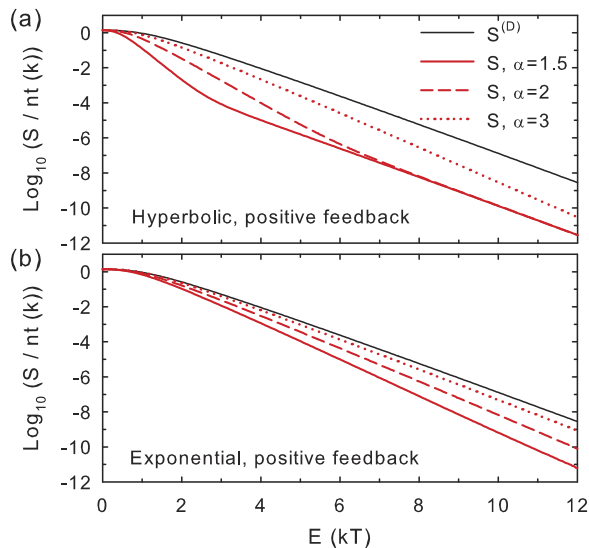 (a)
0
-2
-4
-6
-8
-10
-12
Log10 (S / nt (k))
S(D)
S, α=1.5
S, α=2
S, α=3
Hyperbolic, positive feedback
(b)
0
-2
-4
-6
-8
-10
-12
Log10 (S / nt (k))
Exponential, positive feedback
0 2 4 6 8 10 12
E (kT)